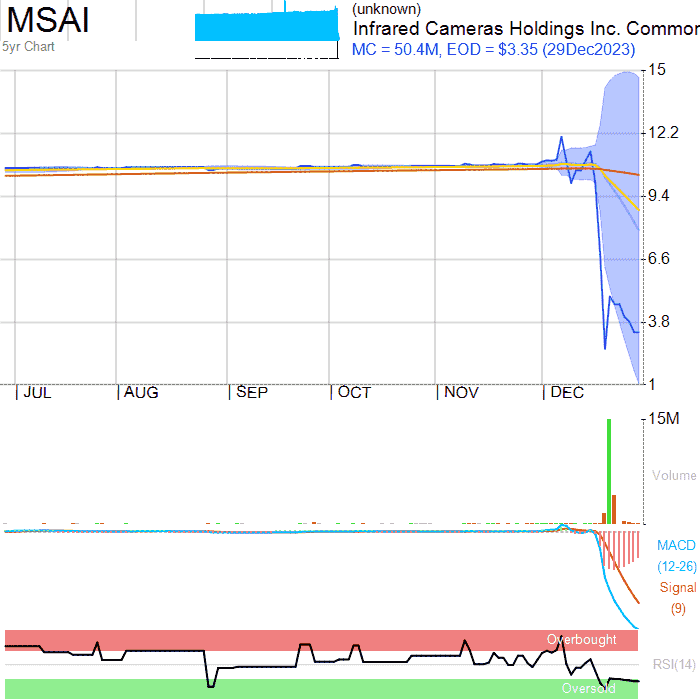 MSAI
5yr Chart
(unknown)
Infrared Cameras Holdings Inc. Common
MC = 50.4M, EOD = $3.35 (29Dec2023)
15
12.2
9.4
6.6
3.8
1
JUL AUG SEP OCT NOV DEC
15M
Volume
MACD
(12-26)
Signal
(9)
Overbought
RSI(14)
Oversold